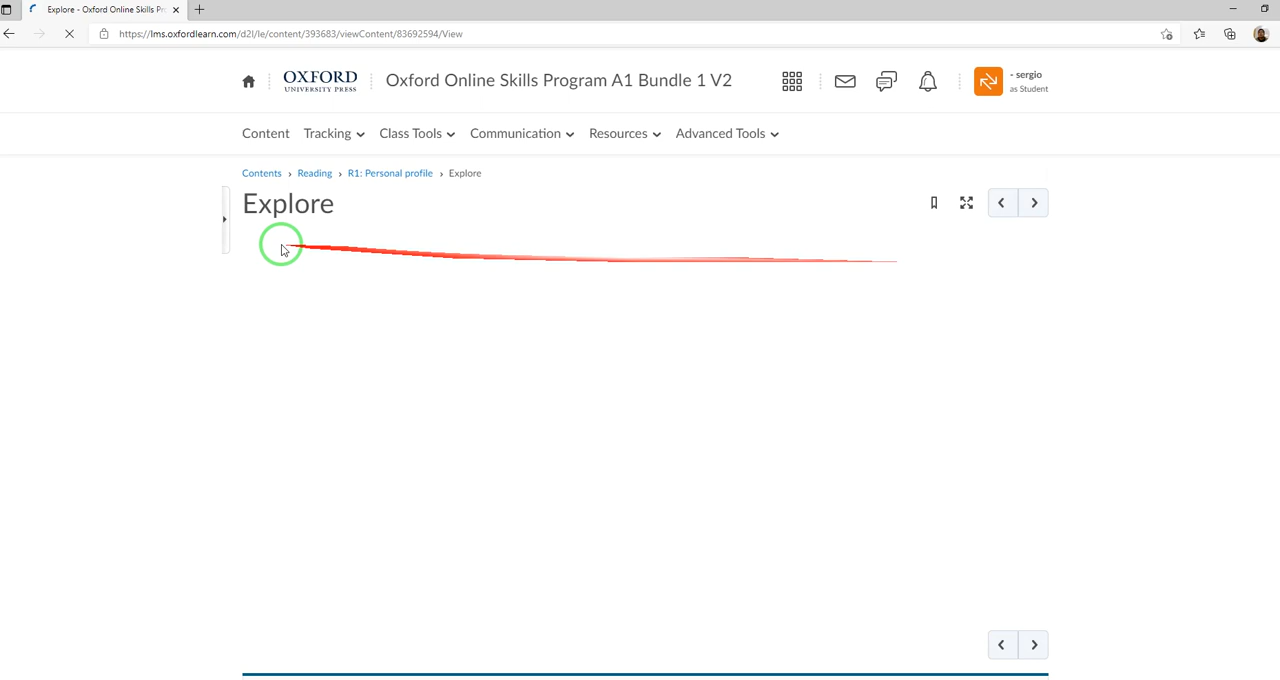 Explore - Oxford Online Skills Pr
https://lms.oxfordlearn.com/d2l/le/content/393683/viewContent/83692594/View
OXFORD
UNIVERSITY PRESS
Oxford Online Skills Program A1 Bundle 1 V2
- sergio
as Student
Content Tracking Class Tools Communication Resources Advanced Tools
Contents › Reading › R1: Personal profile › Explore
Explore